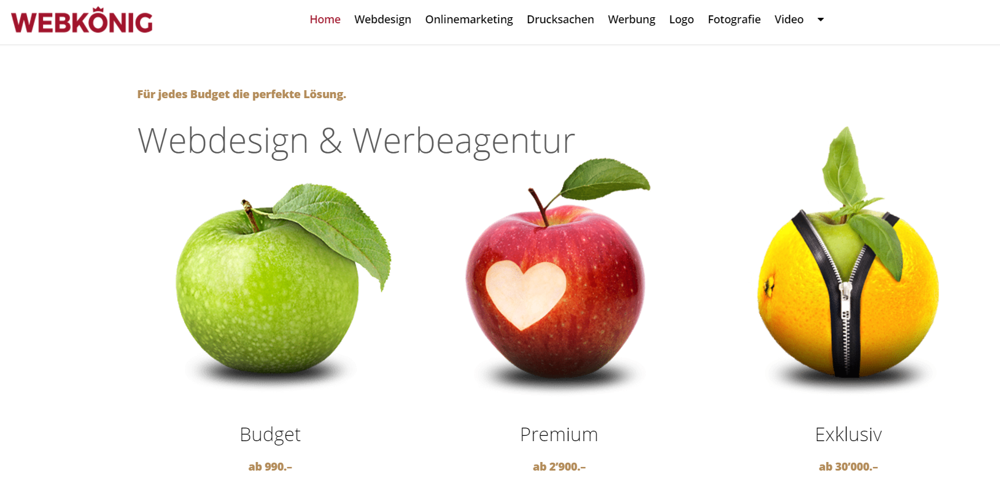 WEBKÖNIG
Home Webdesign Onlinemarketing Drucksachen Werbung Logo Fotografie Video
Für jedes Budget die perfekte Lösung.
Webdesign & Werbeagentur
Budget Premium Exklusiv
ab 990.– ab 2’900.– ab 30’000.–